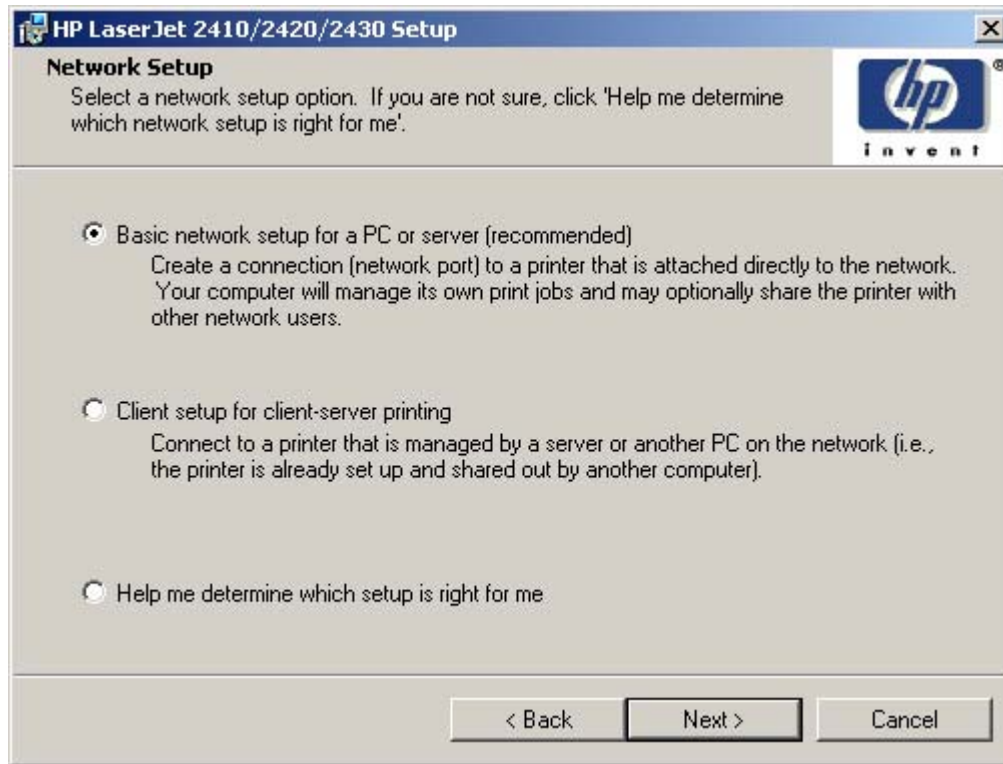 HP LaserJet 2410/2420/2430 Setup
Network Setup
Select a network setup option. If you are not sure, click 'Help me determine
which network setup is right for me'.
hp
®
invent
Basic network setup for a PC or server (recommended)
Create a connection (network port) to a printer that is attached directly to the network.
Your computer will manage its own print jobs and may optionally share the printer with
other network users.
Client setup for client-server printing
Connect to a printer that is managed by a server or another PC on the network (i.e.,
the printer is already set up and shared out by another computer).
Help me determine which setup is right for me
< Back
Next >
Cancel